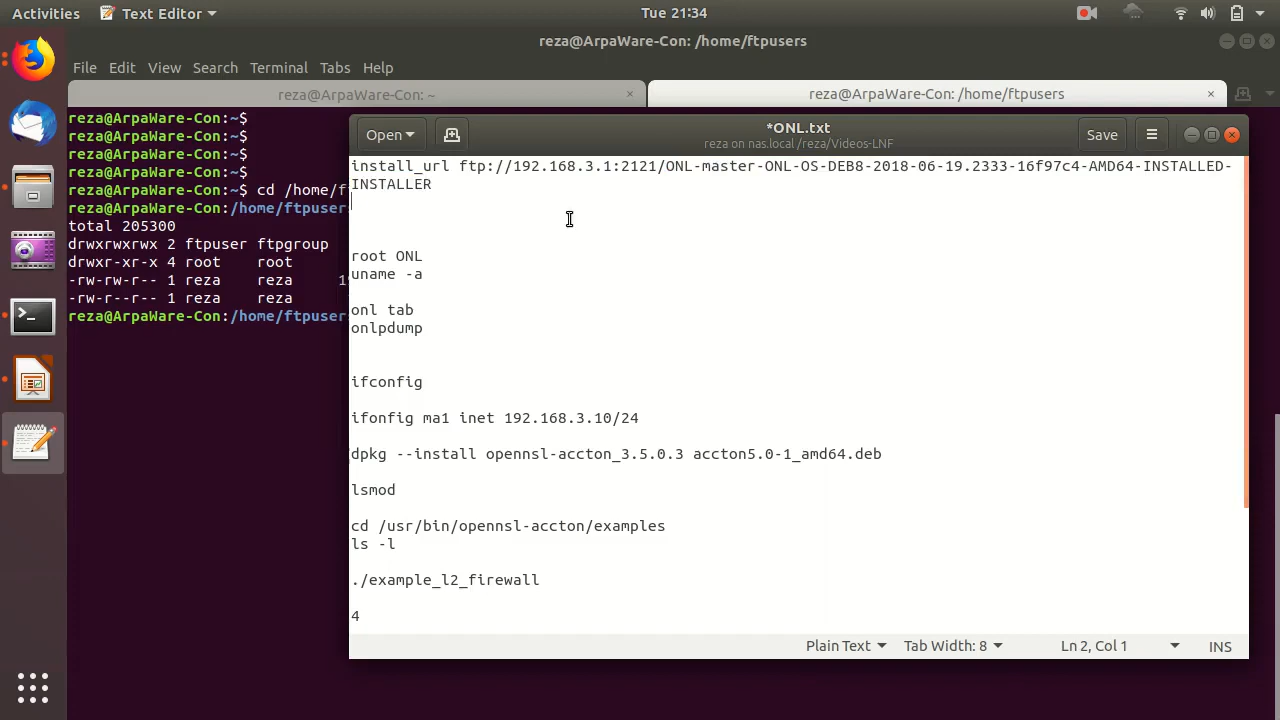 Activities Text Editor Tue 21:34
reza@ArpaWare-Con: /home/ftpusers
File Edit View Search Terminal Tabs Help
reza@ArpaWare-Con: ~ × reza@ArpaWare-Con: /home/ftpusers ×
reza@ArpaWare-Con:~$
reza@ArpaWare-Con:~$
reza@ArpaWare-Con:~$
reza@ArpaWare-Con:~$
reza@ArpaWare-Con:~$ cd /home/f
reza@ArpaWare-Con:/home/ftpuser
total 205300
drwxrwxrwx 2 ftpuser ftpgroup
drwxr-xr-x 4 root root
-rw-rw-r-- 1 reza reza 1
-rw-r--r-- 1 reza reza
reza@ArpaWare-Con:/home/ftpuser
Open *ONL.txt Save
reza on nas.local /reza/Videos-LNF
install_url ftp://192.168.3.1:2121/ONL-master-ONL-OS-DEB8-2018-06-19.2333-16f97c4-AMD64-INSTALLED-
INSTALLER
root ONL
uname -a
onl tab
onlpdump
ifconfig
ifonfig ma1 inet 192.168.3.10/24
dpkg --install opennsl-accton_3.5.0.3 accton5.0-1_amd64.deb
lsmod
cd /usr/bin/opennsl-accton/examples
ls -l
./example_l2_firewall
4
Plain Text Tab Width: 8 Ln 2, Col 1 INS